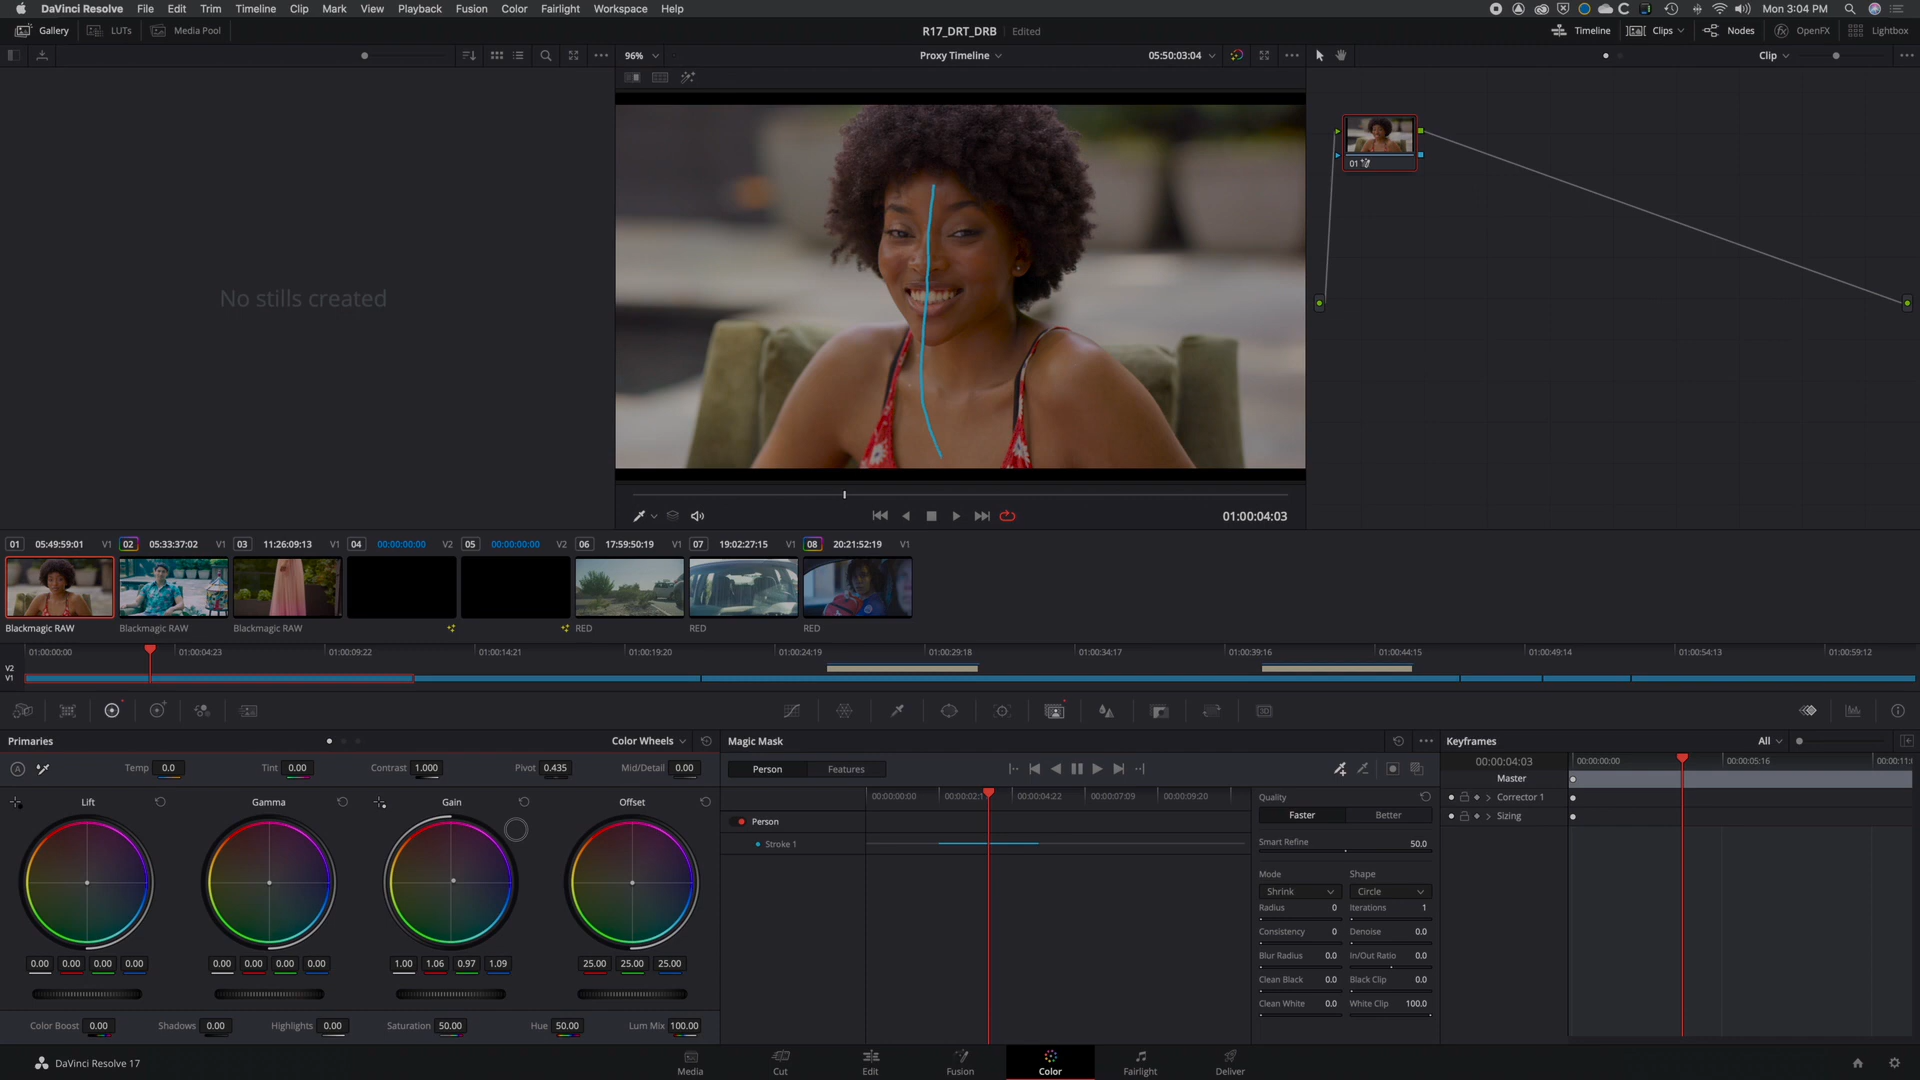 DaVinci Resolve File Edit Trim Timeline Clip Mark View Playback Fusion Color Fairlight Workspace Help
Mon 3:04 PM
Gallery LUTs Media Pool
R17_DRT_DRB Edited
Timeline Clips Nodes OpenFX Lightbox
96% Proxy Timeline 05:50:03:04 Clip
01
No stills created
01:00:04:03
01 05:49:59:01 V1 02 05:33:37:02 V1 03 11:26:09:13 V1 04 00:00:00:00 V2 05 00:00:00:00 V2 06 17:59:50:19 V1 07 19:02:27:15 V1 08 20:21:52:19 V1
Blackmagic RAW Blackmagic RAW Blackmagic RAW RED RED RED
01:00:00:00 01:00:04:23 01:00:09:22 01:00:14:21 01:00:19:20 01:00:24:19 01:00:29:18 01:00:34:17 01:00:39:16 01:00:44:15 01:00:49:14 01:00:54:13 01:00:59:12
V2
V1
Primaries Color Wheels
Temp 0.0 Tint 0.00 Contrast 1.000 Pivot 0.435 Mid/Detail 0.00
Lift Gamma Gain Offset
0.00 0.00 0.00 0.00 0.00 0.00 0.00 0.00 1.00 1.06 0.97 1.09 25.00 25.00 25.00
Color Boost 0.00 Shadows 0.00 Highlights 0.00 Saturation 50.00 Hue 50.00 Lum Mix 100.00
Magic Mask
Person Features
00:00:00:00 00:00:02:1 00:00:04:22 00:00:07:09 00:00:09:20
Person
Stroke 1
Quality
Faster Better
Smart Refine 50.0
Mode Shape
Shrink Circle
Radius 0 Iterations 1
Consistency 0 Denoise 0.0
Blur Radius 0.0 In/Out Ratio 0.0
Clean Black 0.0 Black Clip 0.0
Clean White 0.0 White Clip 100.0
Keyframes All
00:00:04:03 00:00:00:00 00:00:05:16 00:00:11:0
Master
Corrector 1
Sizing
DaVinci Resolve 17
Media Cut Edit Fusion Color Fairlight Deliver